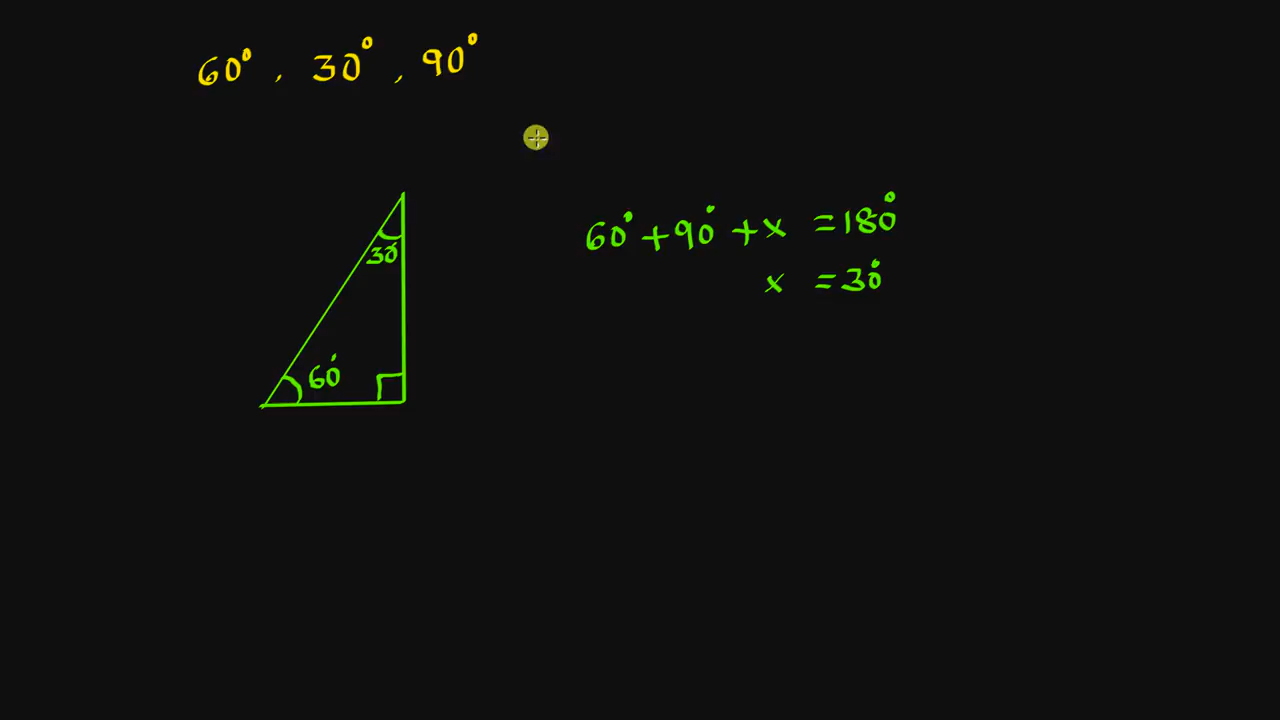 60° , 30° , 90°
60° + 90° + x = 180°
x = 30°
30°
60°